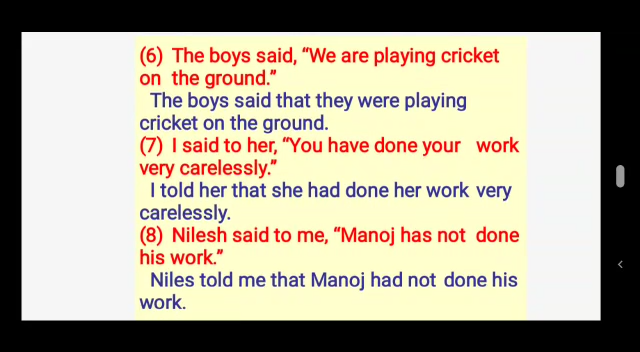 (6) The boys said, “We are playing cricket
on the ground.”
The boys said that they were playing
cricket on the ground.
(7) I said to her, “You have done your work
very carelessly.”
I told her that she had done her work very
carelessly.
(8) Nilesh said to me, “Manoj has not done
his work.”
Niles told me that Manoj had not done his
work.